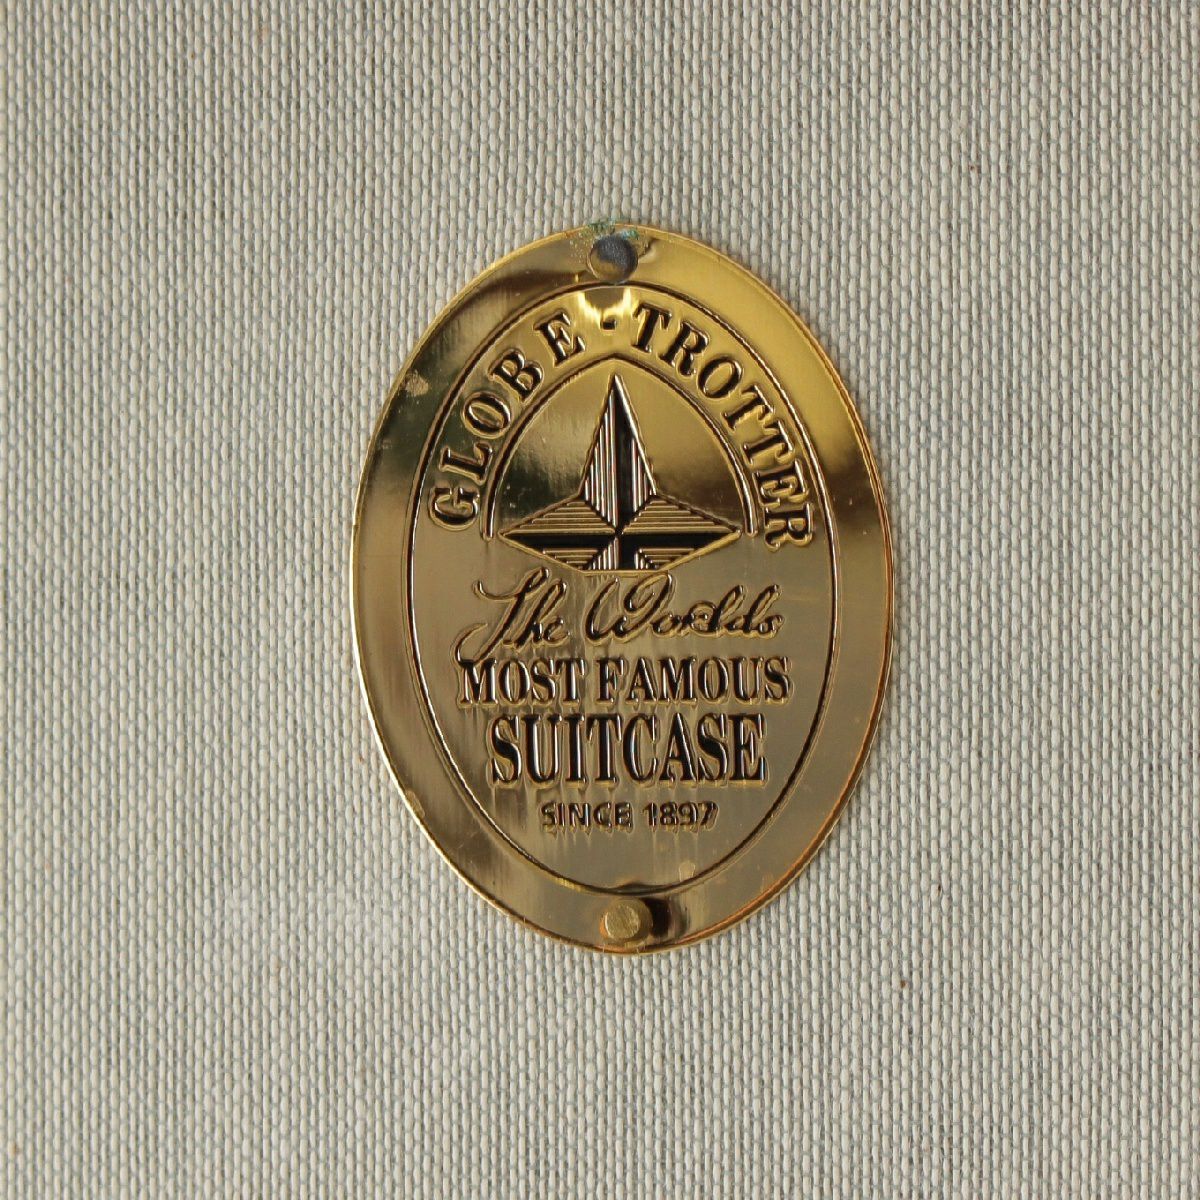 GLOBE-TROTTER
The Worlds
MOST FAMOUS
SUITCASE
SINCE 1897